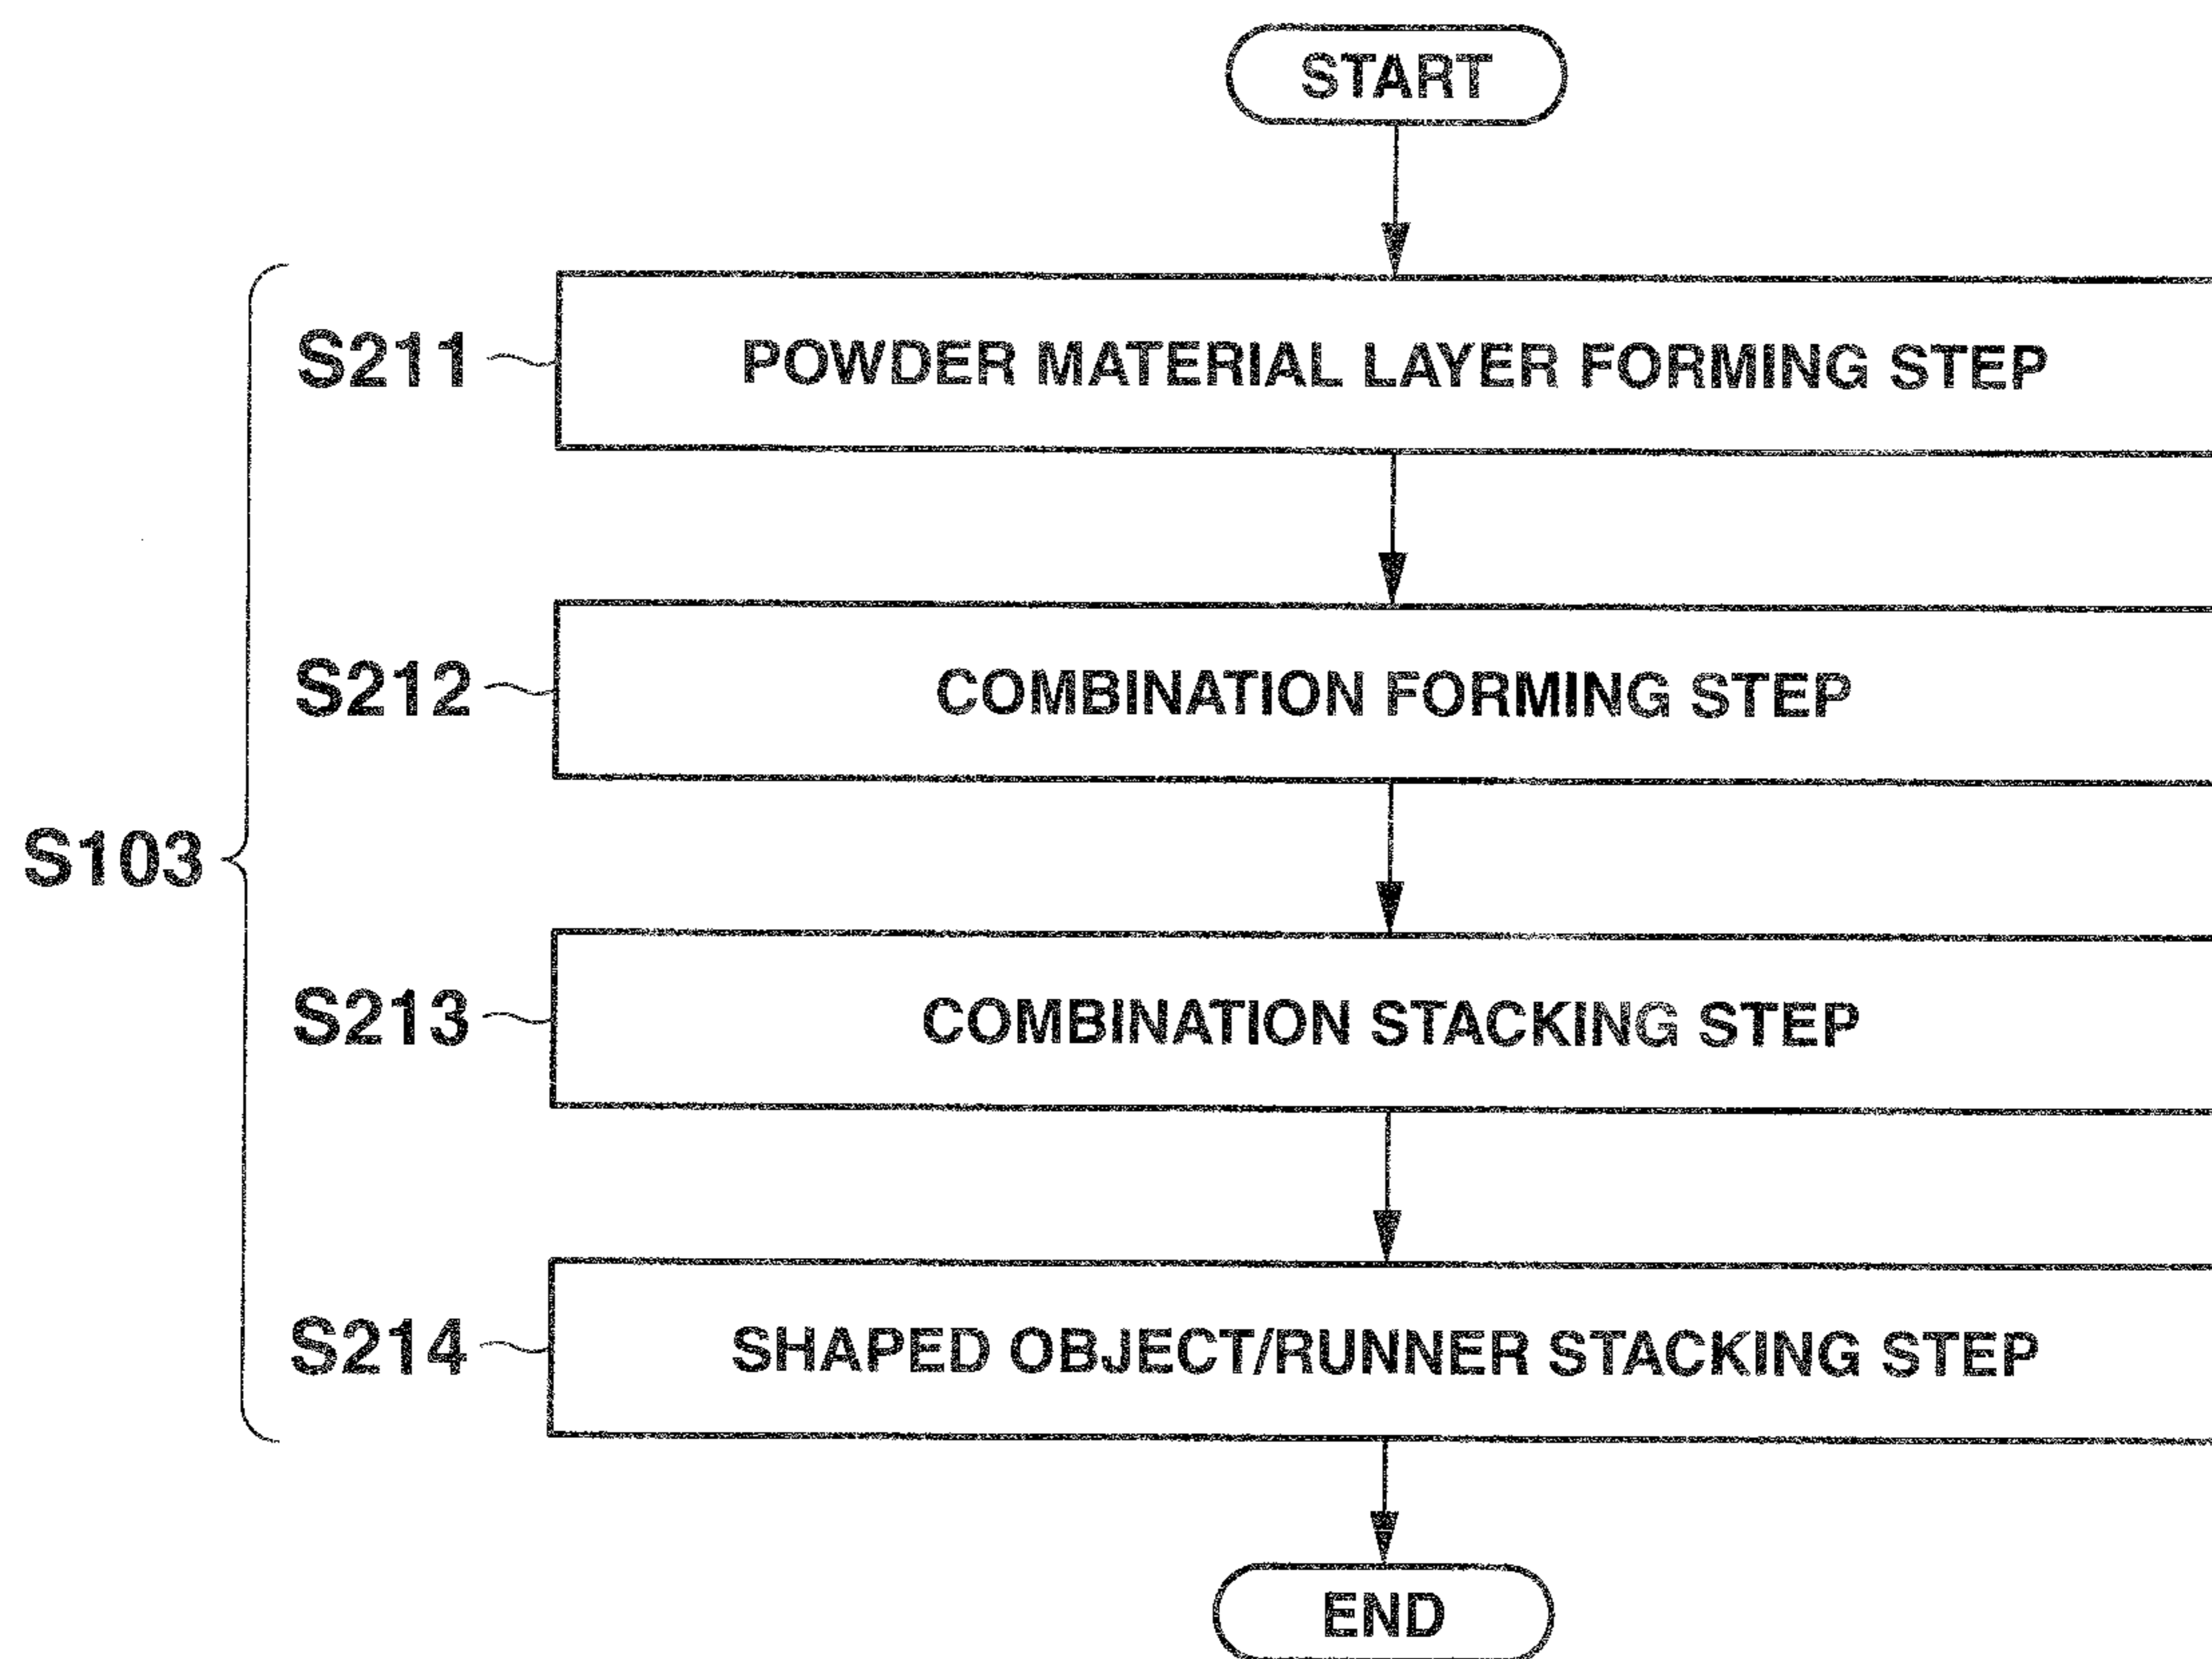 START
S211 POWDER MATERIAL LAYER FORMING STEP
S212 COMBINATION FORMING STEP
S103
S213 COMBINATION STACKING STEP
S214 SHAPED OBJECT/RUNNER STACKING STEP
END